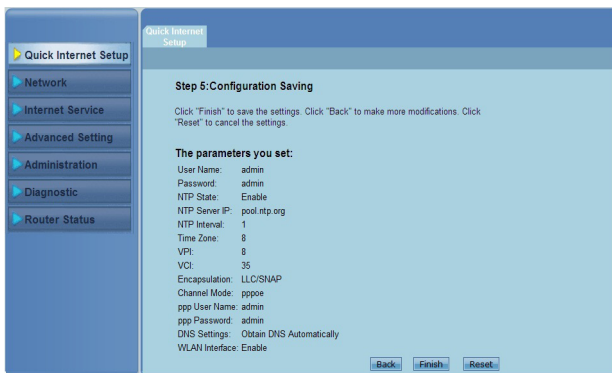 Quick Internet
Setup
Quick Internet Setup
Network
Internet Service
Advanced Setting
Administration
Diagnostic
Router Status
Step 5:Configuration Saving
Click "Finish" to save the settings. Click "Back" to make more modifications. Click
"Reset" to cancel the settings.
The parameters you set:
User Name: admin
Password: admin
NTP State: Enable
NTP Server IP: pool.ntp.org
NTP Interval: 1
Time Zone: 8
VPI: 8
VCI: 35
Encapsulation: LLC/SNAP
Channel Mode: pppoe
ppp User Name: admin
ppp Password: admin
DNS Settings: Obtain DNS Automatically
WLAN Interface: Enable
Back Finish Reset